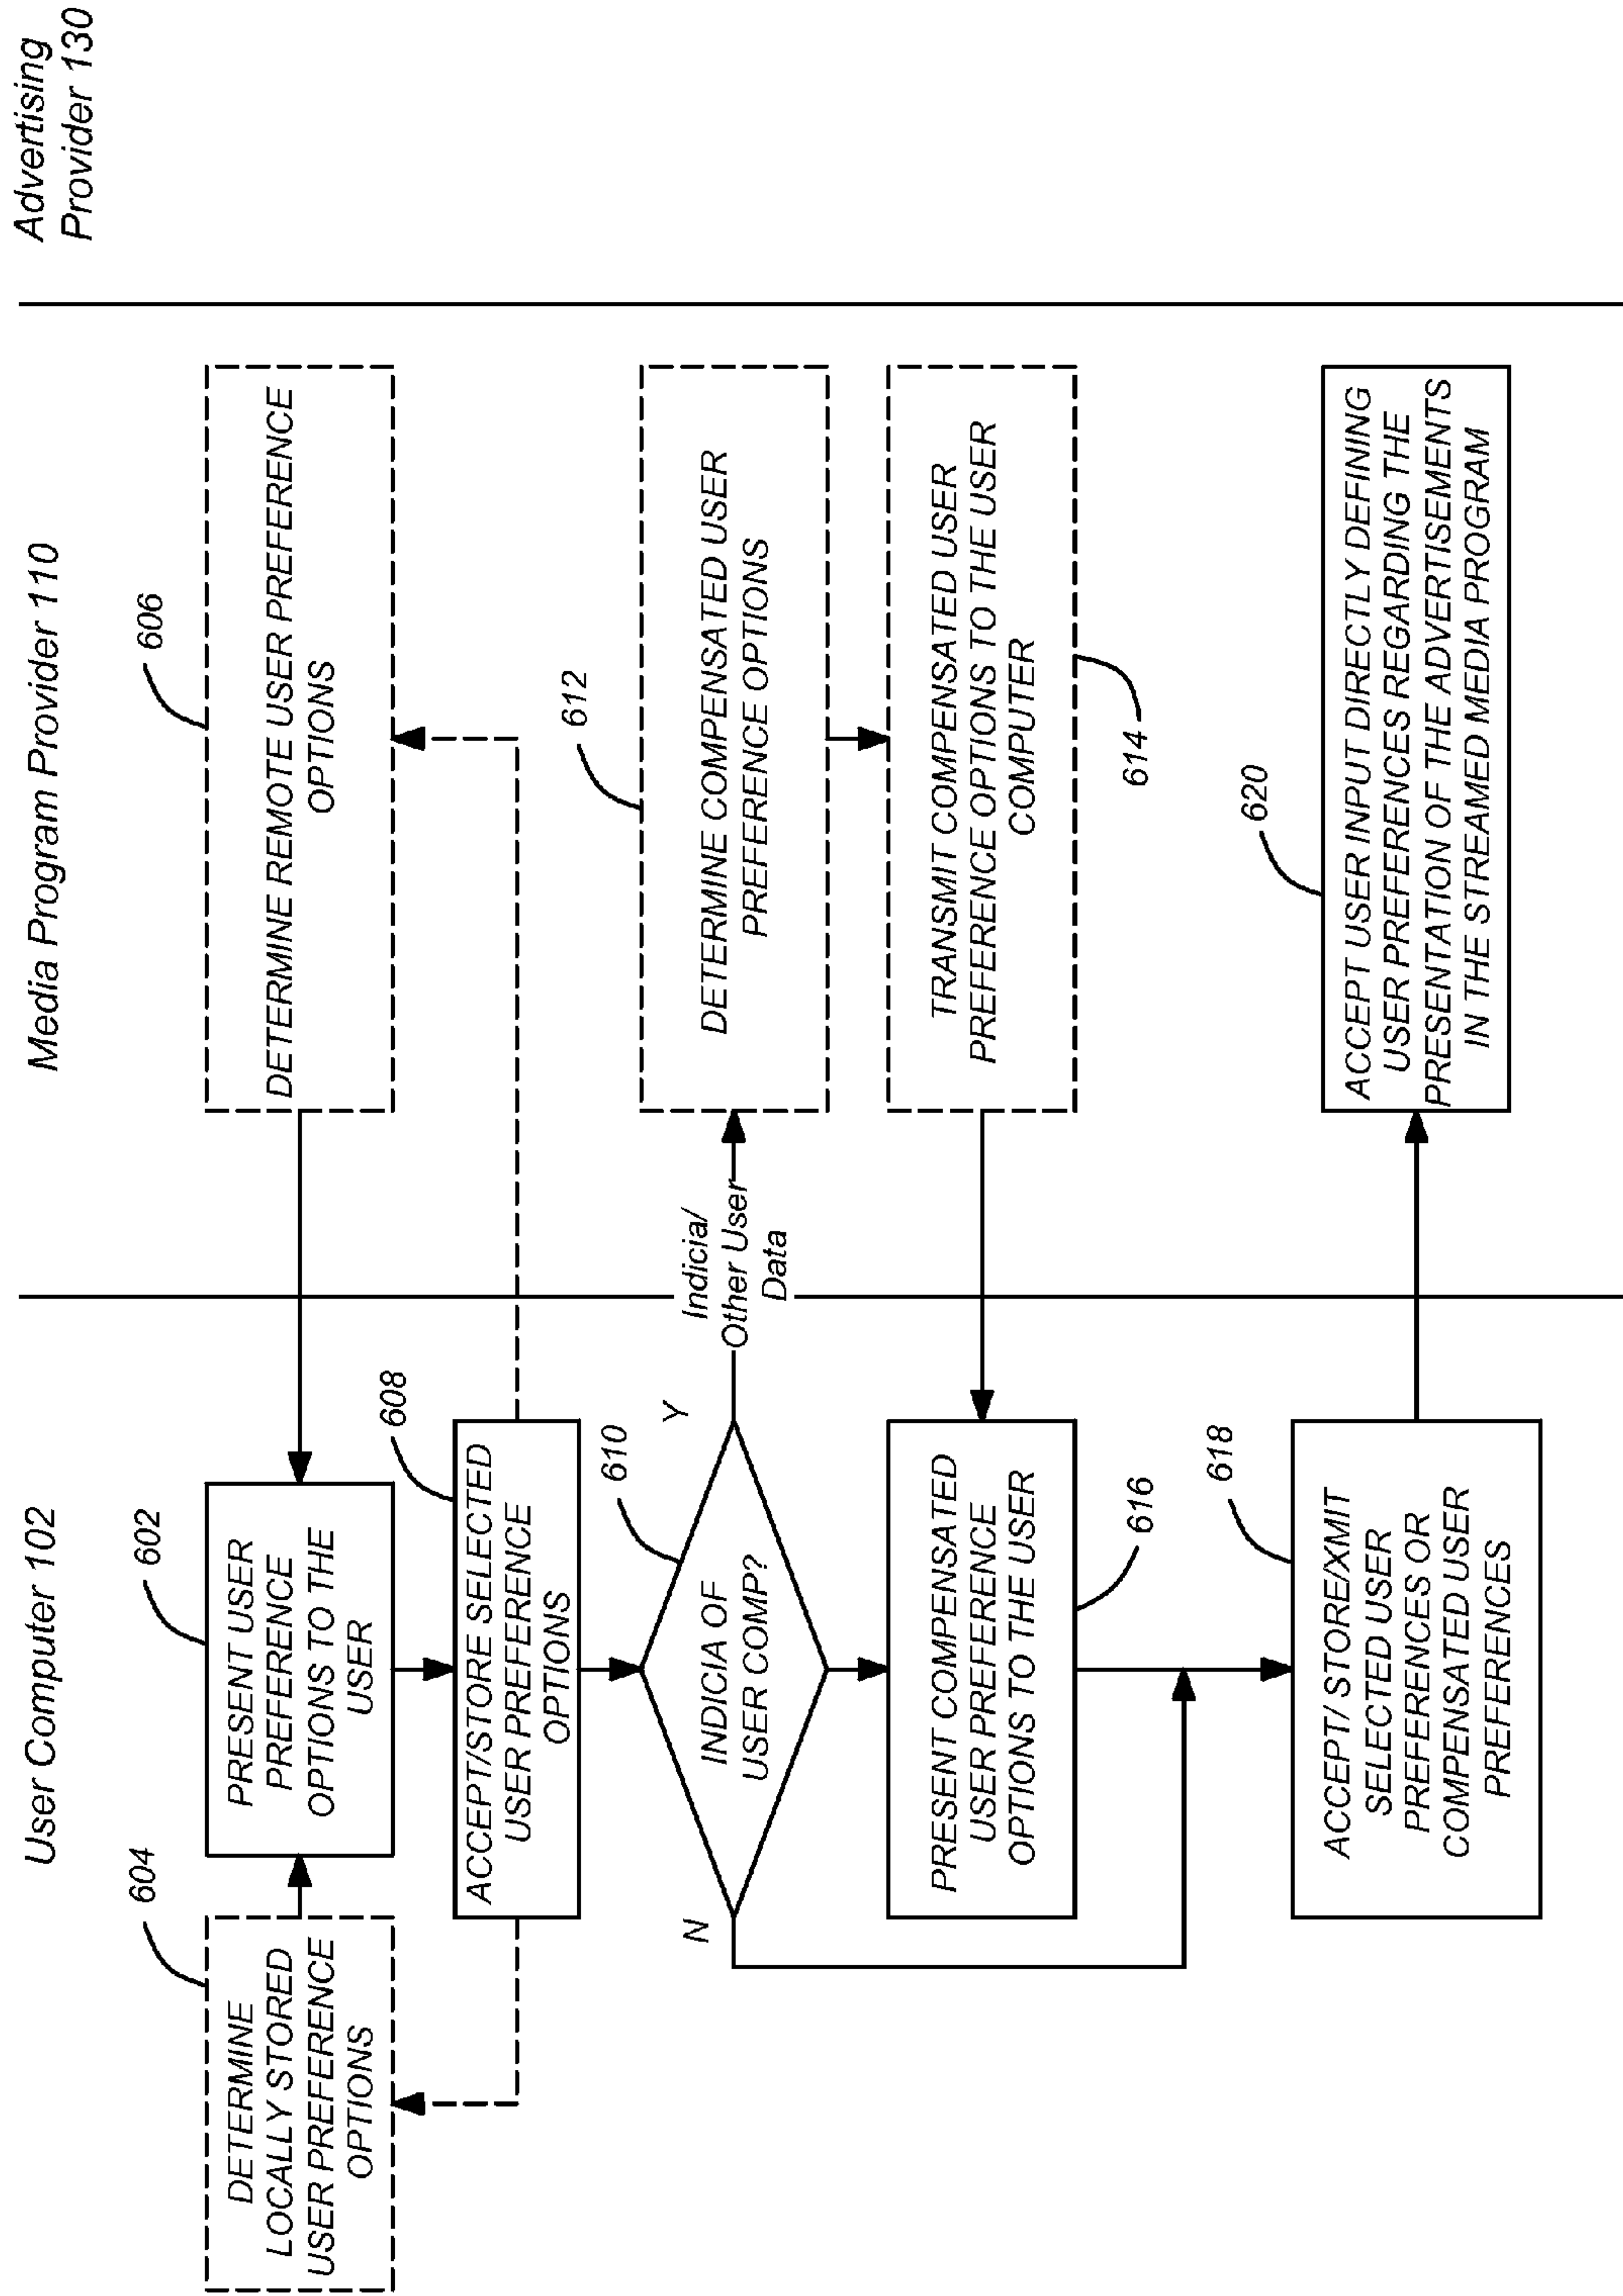 User Computer 102
Media Program Provider 110
Advertising
Provider 130
604
602
606
DETERMINE
LOCALLY STORED
USER PREFERENCE
OPTIONS
PRESENT USER
PREFERENCE
OPTIONS TO THE
USER
DETERMINE REMOTE USER PREFERENCE
OPTIONS
608
ACCEPT/STORE SELECTED
USER PREFERENCE
OPTIONS
610
612
N
INDICIA OF
USER COMP?
Y
Indicia/
Other User
Data
DETERMINE COMPENSATED USER
PREFERENCE OPTIONS
PRESENT COMPENSATED
USER PREFERENCE
OPTIONS TO THE USER
616
TRANSMIT COMPENSATED USER
PREFERENCE OPTIONS TO THE USER
COMPUTER
614
618
620
ACCEPT/ STORE/XMIT
SELECTED USER
PREFERENCES OR
COMPENSATED USER
PREFERENCES
ACCEPT USER INPUT DIRECTLY DEFINING
USER PREFERENCES REGARDING THE
PRESENTATION OF THE ADVERTISEMENTS
IN THE STREAMED MEDIA PROGRAM